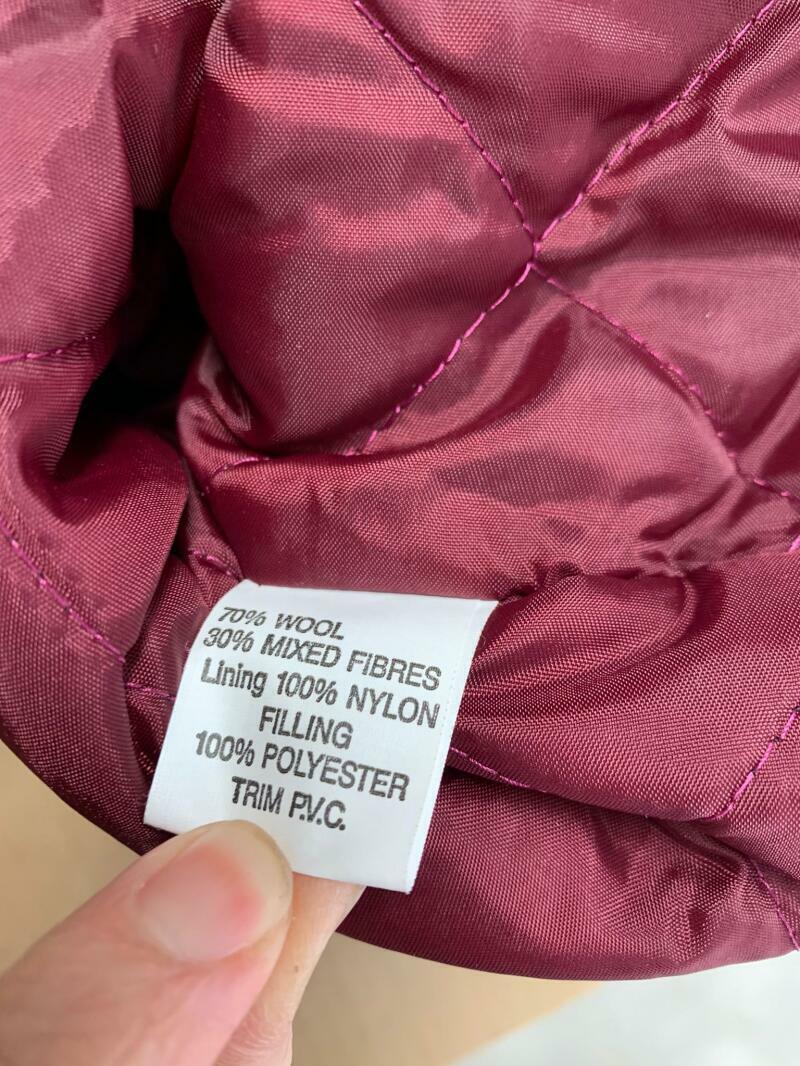 70% WOOL
30% MIXED FIBRES
Lining 100% NYLON
FILLING
100% POLYESTER
TRIM P.V.C.